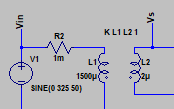 Vin
R2
1m
K L1 L2 1
Vs
V1
L1
1500μ
L2
2μ
SINE(0 325 50)